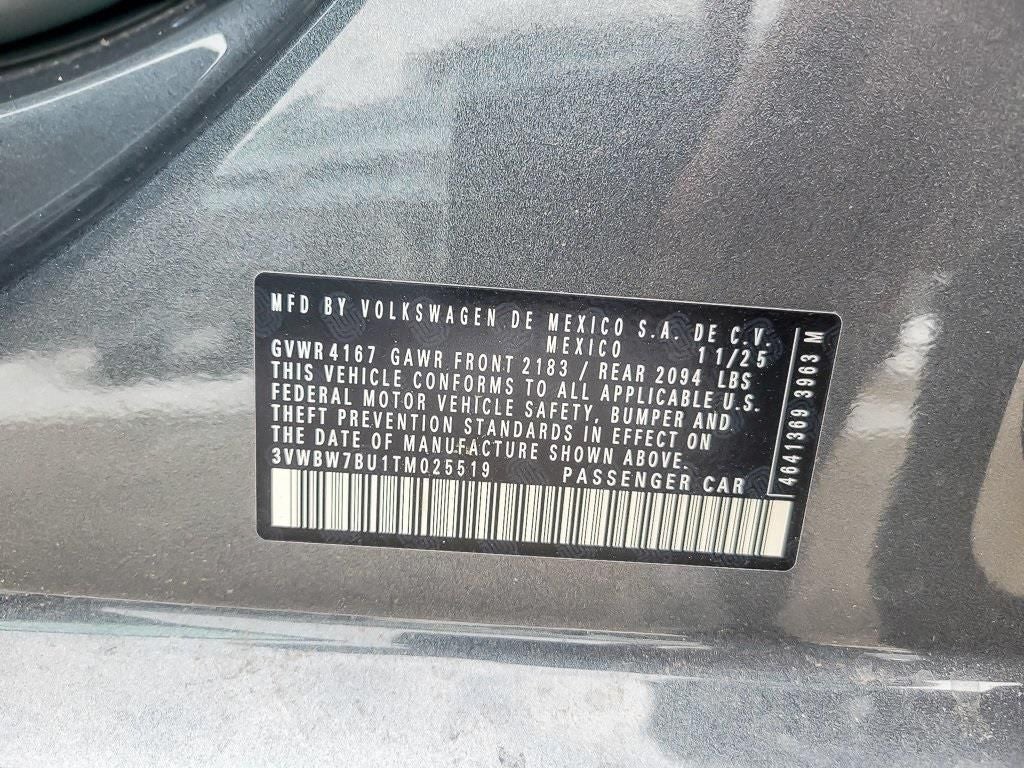 MFD BY VOLKSWAGEN DE MEXICO S.A. DE C.V.
MEXICO 11/25
GVWR 4167 GAWR FRONT 2183 / REAR 2094 LBS
THIS VEHICLE CONFORMS TO ALL APPLICABLE U.S.
FEDERAL MOTOR VEHICLE SAFETY, BUMPER AND
THEFT PREVENTION STANDARDS IN EFFECT ON
THE DATE OF MANUFACTURE SHOWN ABOVE.
3VWBW7BU1TM025519 PASSENGER CAR
4641369 3963 M